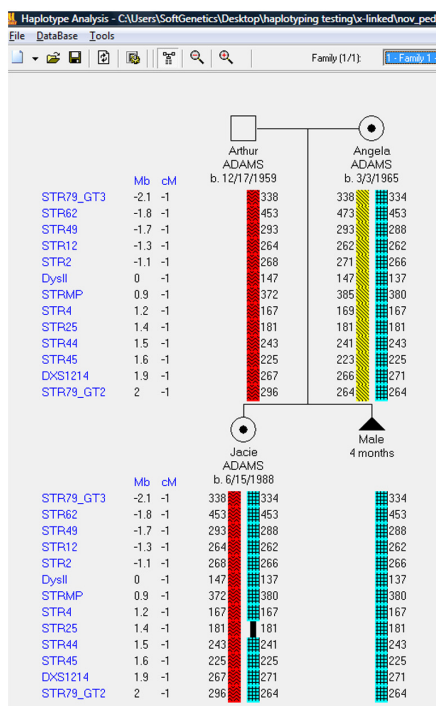 Haplotype Analysis - C:\Users\SoftGenetics\Desktop\haplotyping testing\x-linked\nov_ped
File DataBase Tools
Family (1/1): 1 - Family 1 -
Arthur Angela
ADAMS ADAMS
Mb cM b. 12/17/1959 b. 3/3/1965
STR79_GT3 -2.1 -1 338 338 334
STR62 -1.8 -1 453 473 453
STR49 -1.7 -1 293 293 288
STR12 -1.3 -1 264 262 262
STR2 -1.1 -1 268 271 266
DysII 0 -1 147 147 137
STRMP 0.9 -1 372 385 380
STR4 1.2 -1 167 169 167
STR25 1.4 -1 181 181 181
STR44 1.5 -1 243 241 243
STR45 1.6 -1 225 223 225
DXS1214 1.9 -1 267 266 271
STR79_GT2 2 -1 296 264 264
Jacie Male
ADAMS 4 months
Mb cM b. 6/15/1988
STR79_GT3 -2.1 -1 338 334 334
STR62 -1.8 -1 453 453 453
STR49 -1.7 -1 293 288 288
STR12 -1.3 -1 264 262 262
STR2 -1.1 -1 268 266 266
DysII 0 -1 147 137 137
STRMP 0.9 -1 372 380 380
STR4 1.2 -1 167 167 167
STR25 1.4 -1 181 181 181
STR44 1.5 -1 243 241 243
STR45 1.6 -1 225 225 225
DXS1214 1.9 -1 267 271 271
STR79_GT2 2 -1 296 264 264